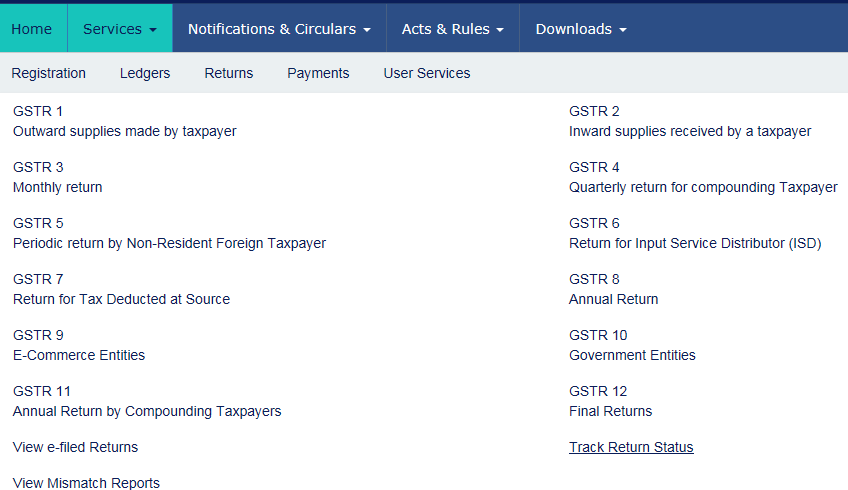 Home Services Notifications & Circulars Acts & Rules Downloads
Registration Ledgers Returns Payments User Services
GSTR 1
Outward supplies made by taxpayer
GSTR 2
Inward supplies received by a taxpayer
GSTR 3
Monthly return
GSTR 4
Quarterly return for compounding Taxpayer
GSTR 5
Periodic return by Non-Resident Foreign Taxpayer
GSTR 6
Return for Input Service Distributor (ISD)
GSTR 7
Return for Tax Deducted at Source
GSTR 8
Annual Return
GSTR 9
E-Commerce Entities
GSTR 10
Government Entities
GSTR 11
Annual Return by Compounding Taxpayers
GSTR 12
Final Returns
View e-filed Returns
Track Return Status
View Mismatch Reports